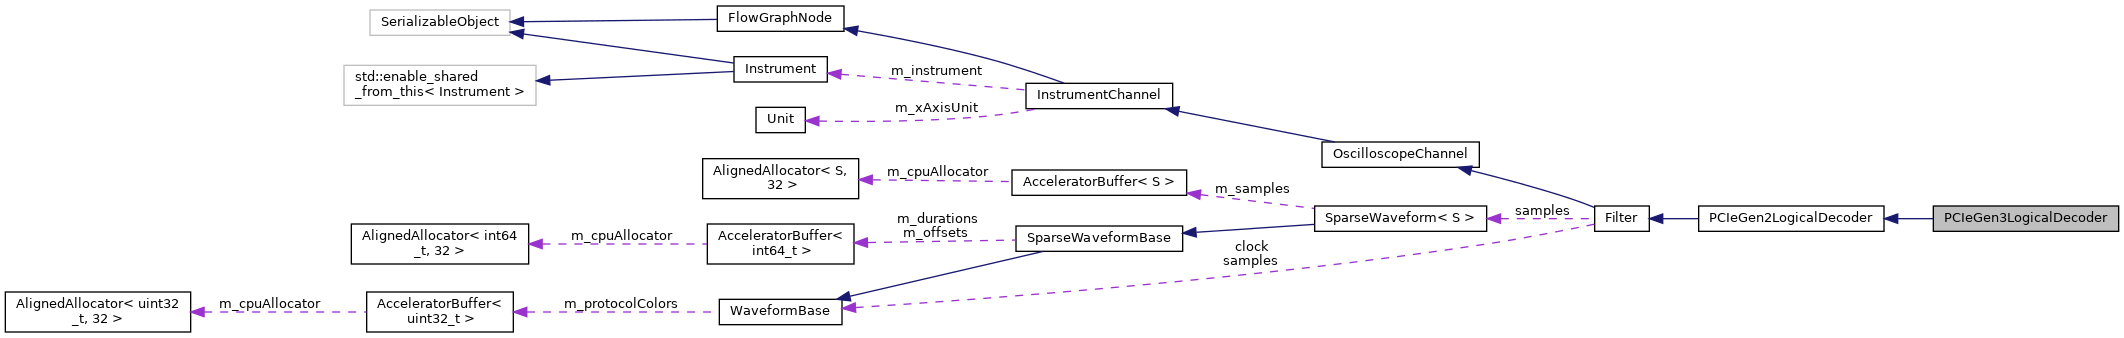 SerializableObject
FlowGraphNode
std::enable_shared
_from_this< Instrument >
Instrument
m_instrument
InstrumentChannel
m_xAxisUnit
Unit
OscilloscopeChannel
AlignedAllocator< S,
32 >
m_cpuAllocator
AcceleratorBuffer< S >
m_samples
SparseWaveform< S >
samples
Filter
PCIeGen2LogicalDecoder
PCIeGen3LogicalDecoder
AlignedAllocator< int64
_t, 32 >
m_cpuAllocator
AcceleratorBuffer<
int64_t >
m_durations
m_offsets
SparseWaveformBase
clock
samples
AlignedAllocator< uint32
_t, 32 >
m_cpuAllocator
AcceleratorBuffer<
uint32_t >
m_protocolColors
WaveformBase